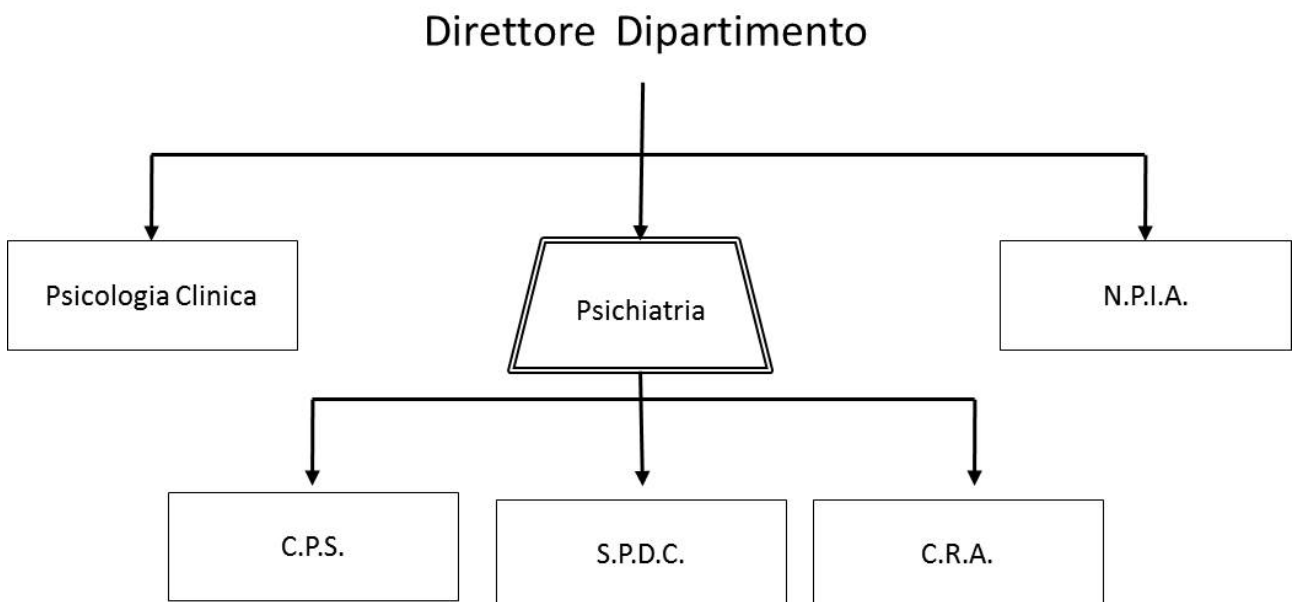 Direttore Dipartimento
Psicologia Clinica
Psichiatria
N.P.I.A.
C.P.S.
S.P.D.C.
C.R.A.